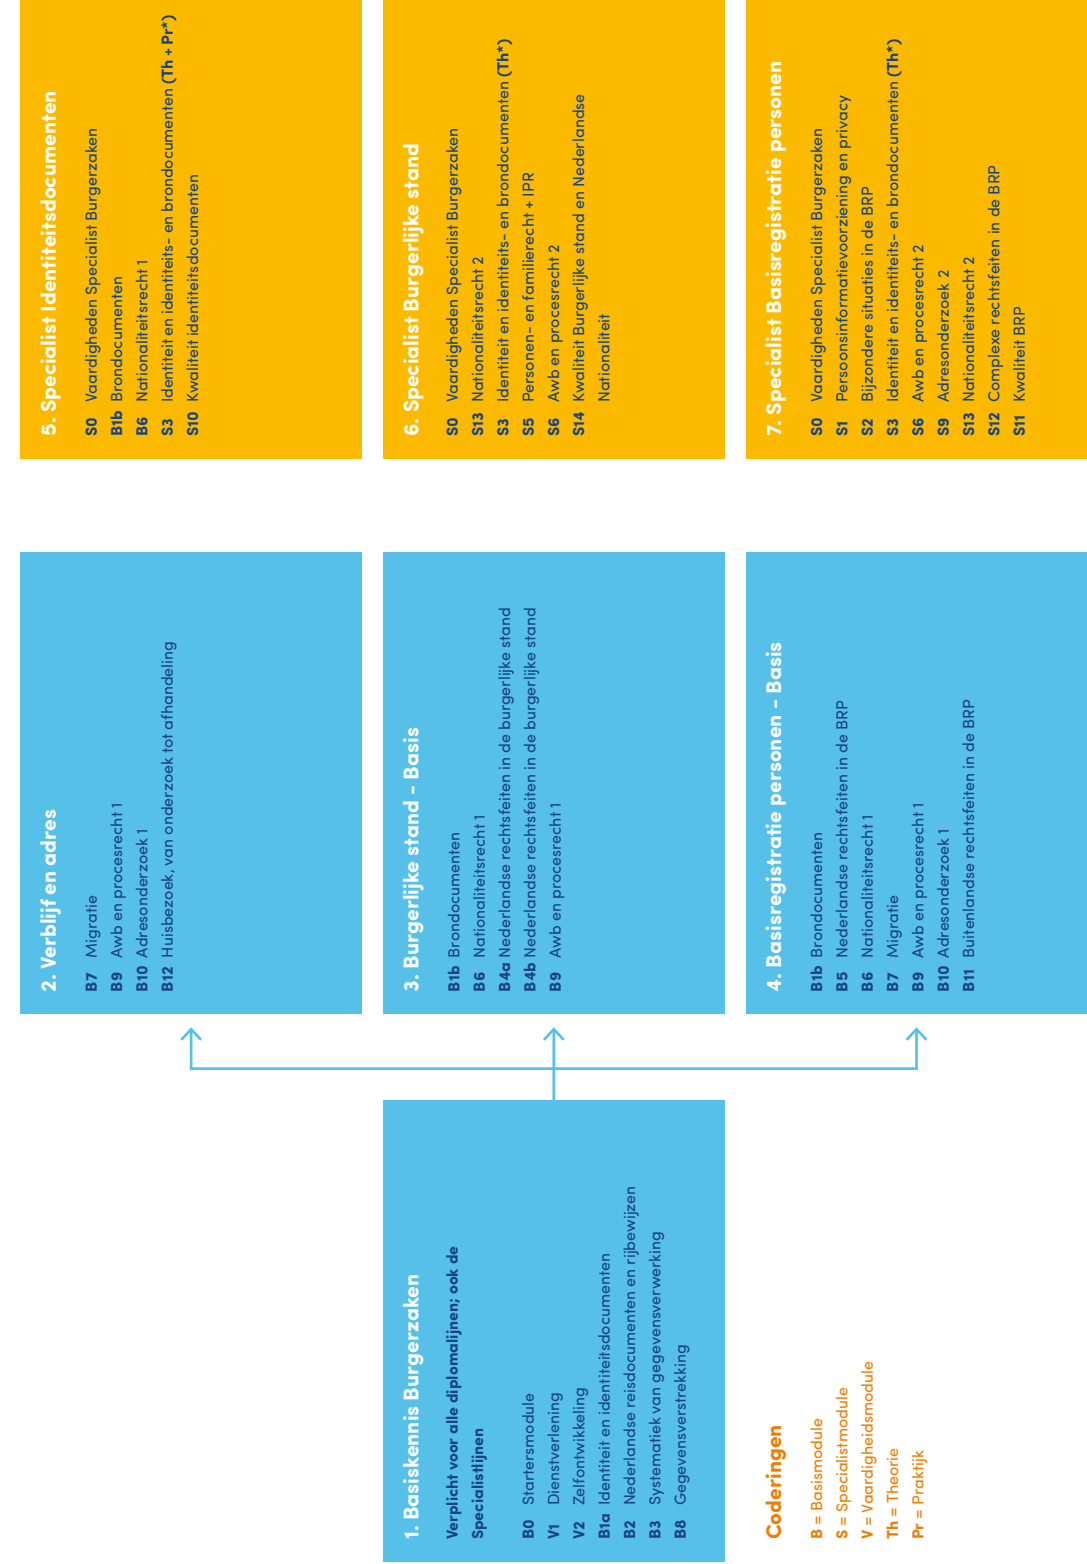 1. Basiskennis Burgerzaken
Verplicht voor alle diplomalijnen; ook de
Specialistlijnen
B0 Startersmodule
V1 Dienstverlening
V2 Zelfontwikkeling
B1a Identiteit en identiteitsdocumenten
B2 Nederlandse reisdocumenten en rijbewijzen
B3 Systematiek van gegevensverwerking
B8 Gegevensverstrekking
Coderingen
B = Basismodule
S = Specialistmodule
V = Vaardigheidsmodule
Th = Theorie
Pr = Praktijk
2. Verblijf en adres
B7 Migratie
B9 Awb en procesrecht 1
B10 Adresonderzoek 1
B12 Huisbezoek, van onderzoek tot afhandeling
3. Burgerlijke stand – Basis
B1b Brondocumenten
B6 Nationaliteitsrecht 1
B4a Nederlandse rechtsfeiten in de burgerlijke stand
B4b Nederlandse rechtsfeiten in de burgerlijke stand
B9 Awb en procesrecht 1
4. Basisregistratie personen – Basis
B1b Brondocumenten
B5 Nederlandse rechtsfeiten in de BRP
B6 Nationaliteitsrecht 1
B7 Migratie
B9 Awb en procesrecht 1
B10 Adresonderzoek 1
B11 Buitenlandse rechtsfeiten in de BRP
5. Specialist Identiteitsdocumenten
S0 Vaardigheden Specialist Burgerzaken
B1b Brondocumenten
B6 Nationaliteitsrecht 1
S3 Identiteit en identiteits- en brondocumenten (Th + Pr*)
S10 Kwaliteit identiteitsdocumenten
6. Specialist Burgerlijke stand
S0 Vaardigheden Specialist Burgerzaken
S13 Nationaliteitsrecht 2
S3 Identiteit en identiteits- en brondocumenten (Th*)
S5 Personen- en familierecht + IPR
S6 Awb en procesrecht 2
S14 Kwaliteit Burgerlijke stand en Nederlandse
Nationaliteit
7. Specialist Basisregistratie personen
S0 Vaardigheden Specialist Burgerzaken
S1 Persoonsinformatievoorziening en privacy
S2 Bijzondere situaties in de BRP
S3 Identiteit en identiteits- en brondocumenten (Th*)
S6 Awb en procesrecht 2
S9 Adresonderzoek 2
S13 Nationaliteitsrecht 2
S12 Complexe rechtsfeiten in de BRP
S11 Kwaliteit BRP